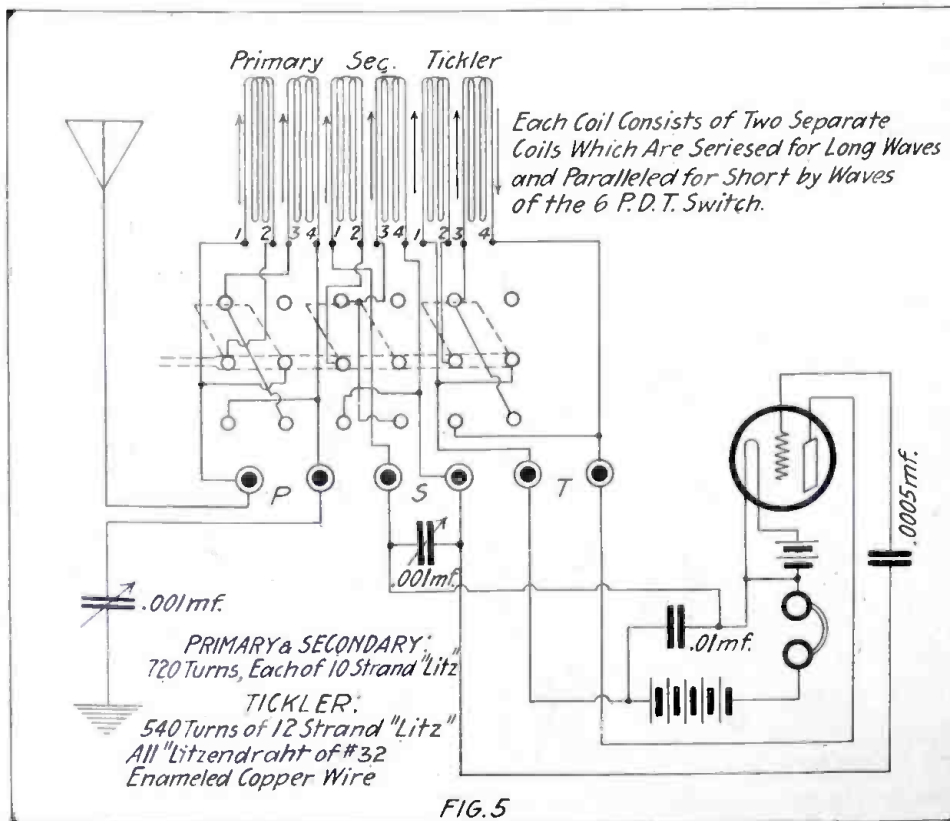 Primary Sec. Tickler
Each Coil Consists of Two Separate
Coils Which Are Seriesed for Long Waves
and Paralleled for Short by Waves
of the 6 P.D.T. Switch.
1 2 3 4 1 2 3 4 1 2 3 4
P S T
.001mf.
.001mf.
.01mf.
.0005mf.
PRIMARY & SECONDARY:
720 Turns, Each of 10 Strand "Litz"
TICKLER:
540 Turns of 12 Strand "Litz"
All "Litzendraht of #32
Enameled Copper Wire
FIG.5